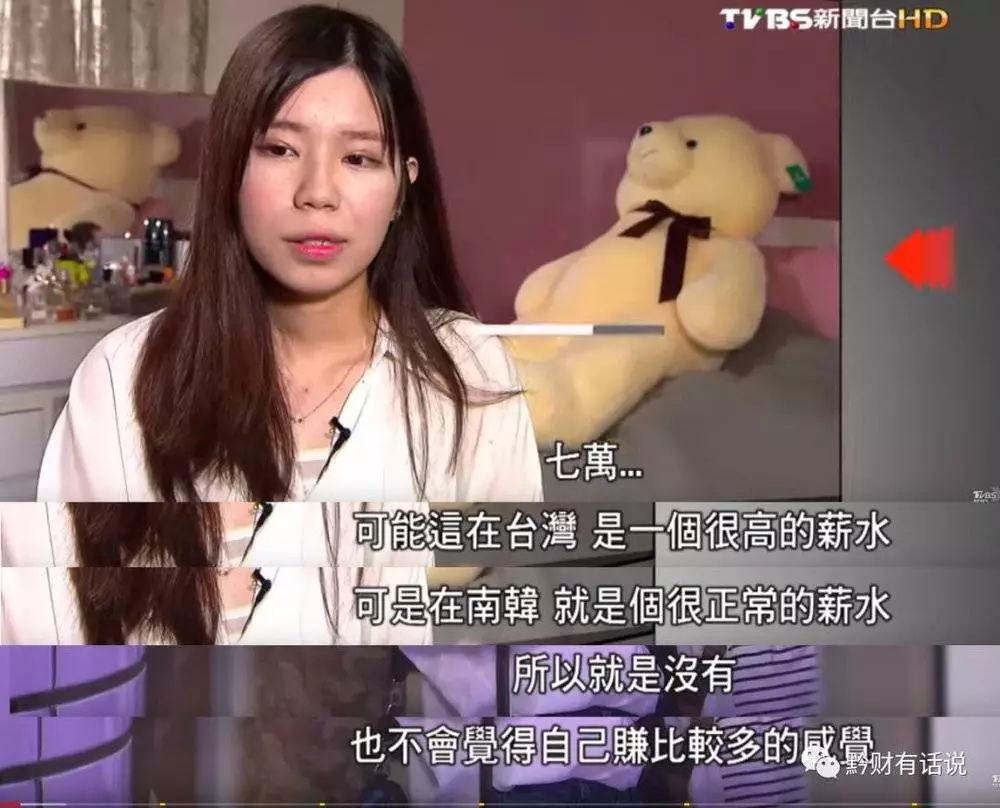 TVBS新聞台HD
七萬...
TVBS
可能這在台灣 是一個很高的薪水
可是在南韓 就是個很正常的薪水
所以就是沒有
也不會覺得自己賺比較多的感覺
黔财有话说